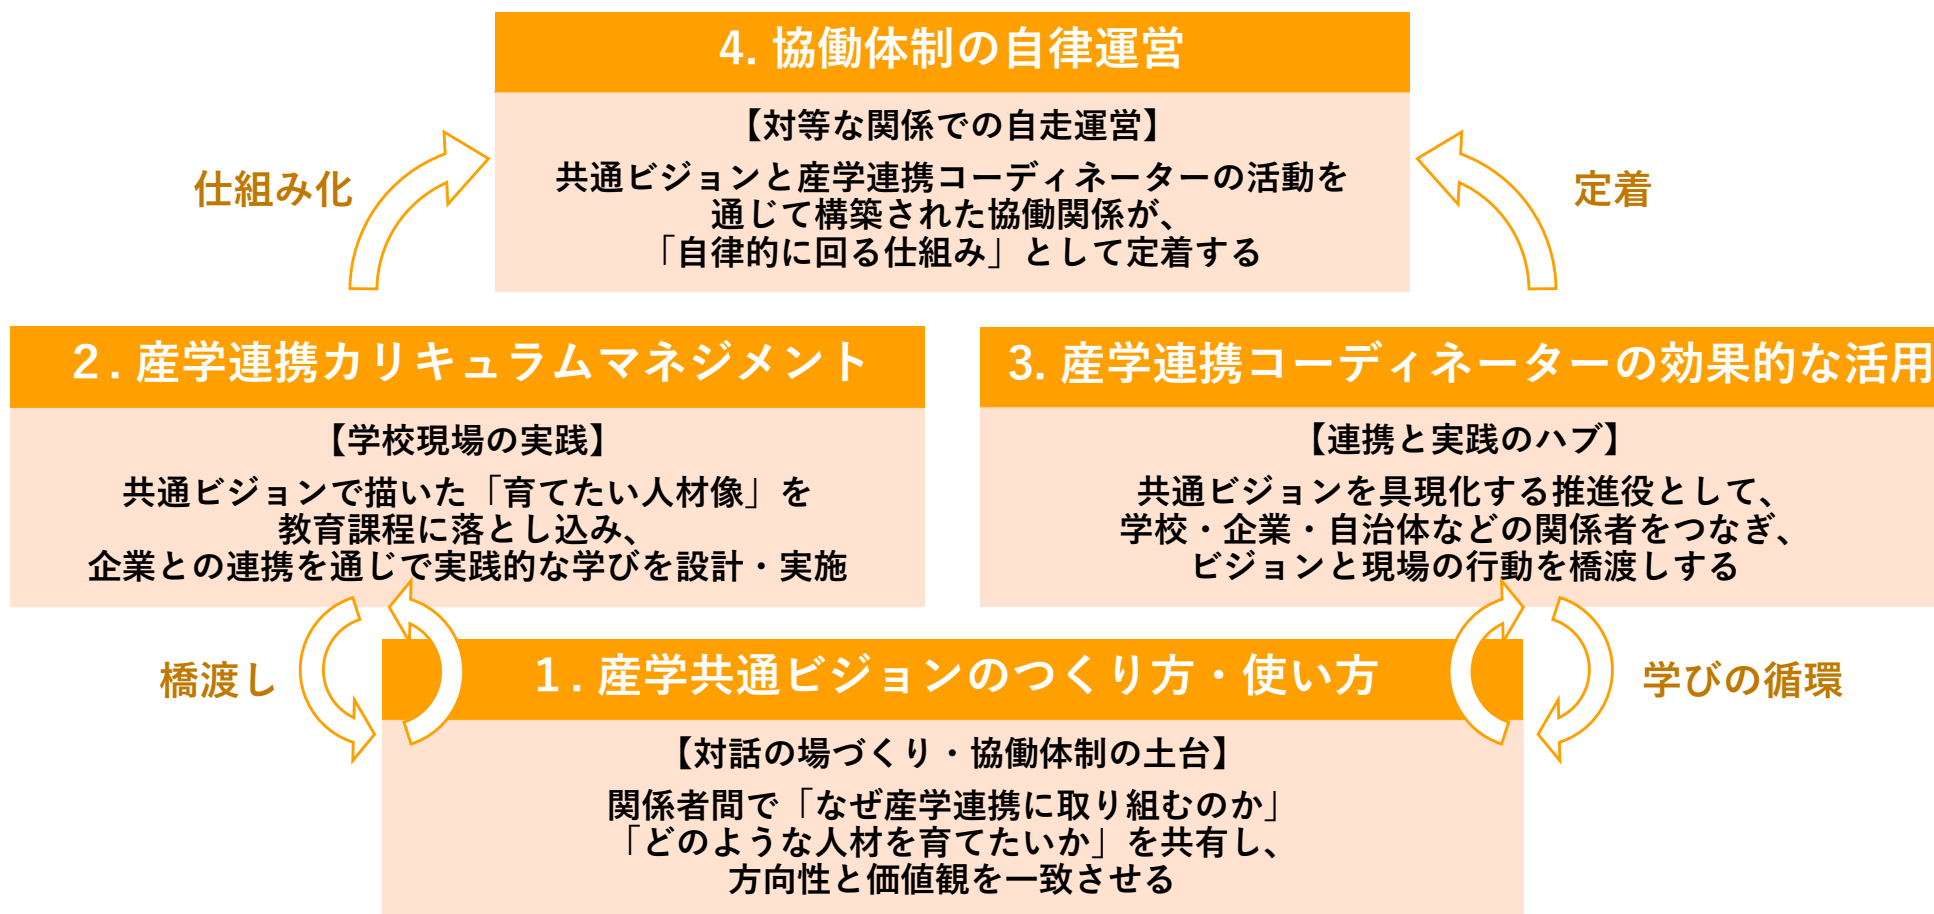 4. 協働体制の自律運営
【対等な関係での自走運営】
共通ビジョンと産学連携コーディネーターの活動を
通じて構築された協働関係が、
「自律的に回る仕組み」として定着する
仕組み化
定着
２. 産学連携カリキュラムマネジメント
【学校現場の実践】
共通ビジョンで描いた「育てたい人材像」を
教育課程に落とし込み、
企業との連携を通じで実践的な学びを設計・実施
3. 産学連携コーディネーターの効果的な活用
【連携と実践のハブ】
共通ビジョンを具現化する推進役として、
学校・企業・自治体などの関係者をつなぎ、
ビジョンと現場の行動を橋渡しする
橋渡し
学びの循環
１. 産学共通ビジョンのつくり方・使い方
【対話の場づくり・協働体制の土台】
関係者間で「なぜ産学連携に取り組むのか」
「どのような人材を育てたいか」を共有し、
方向性と価値観を一致させる